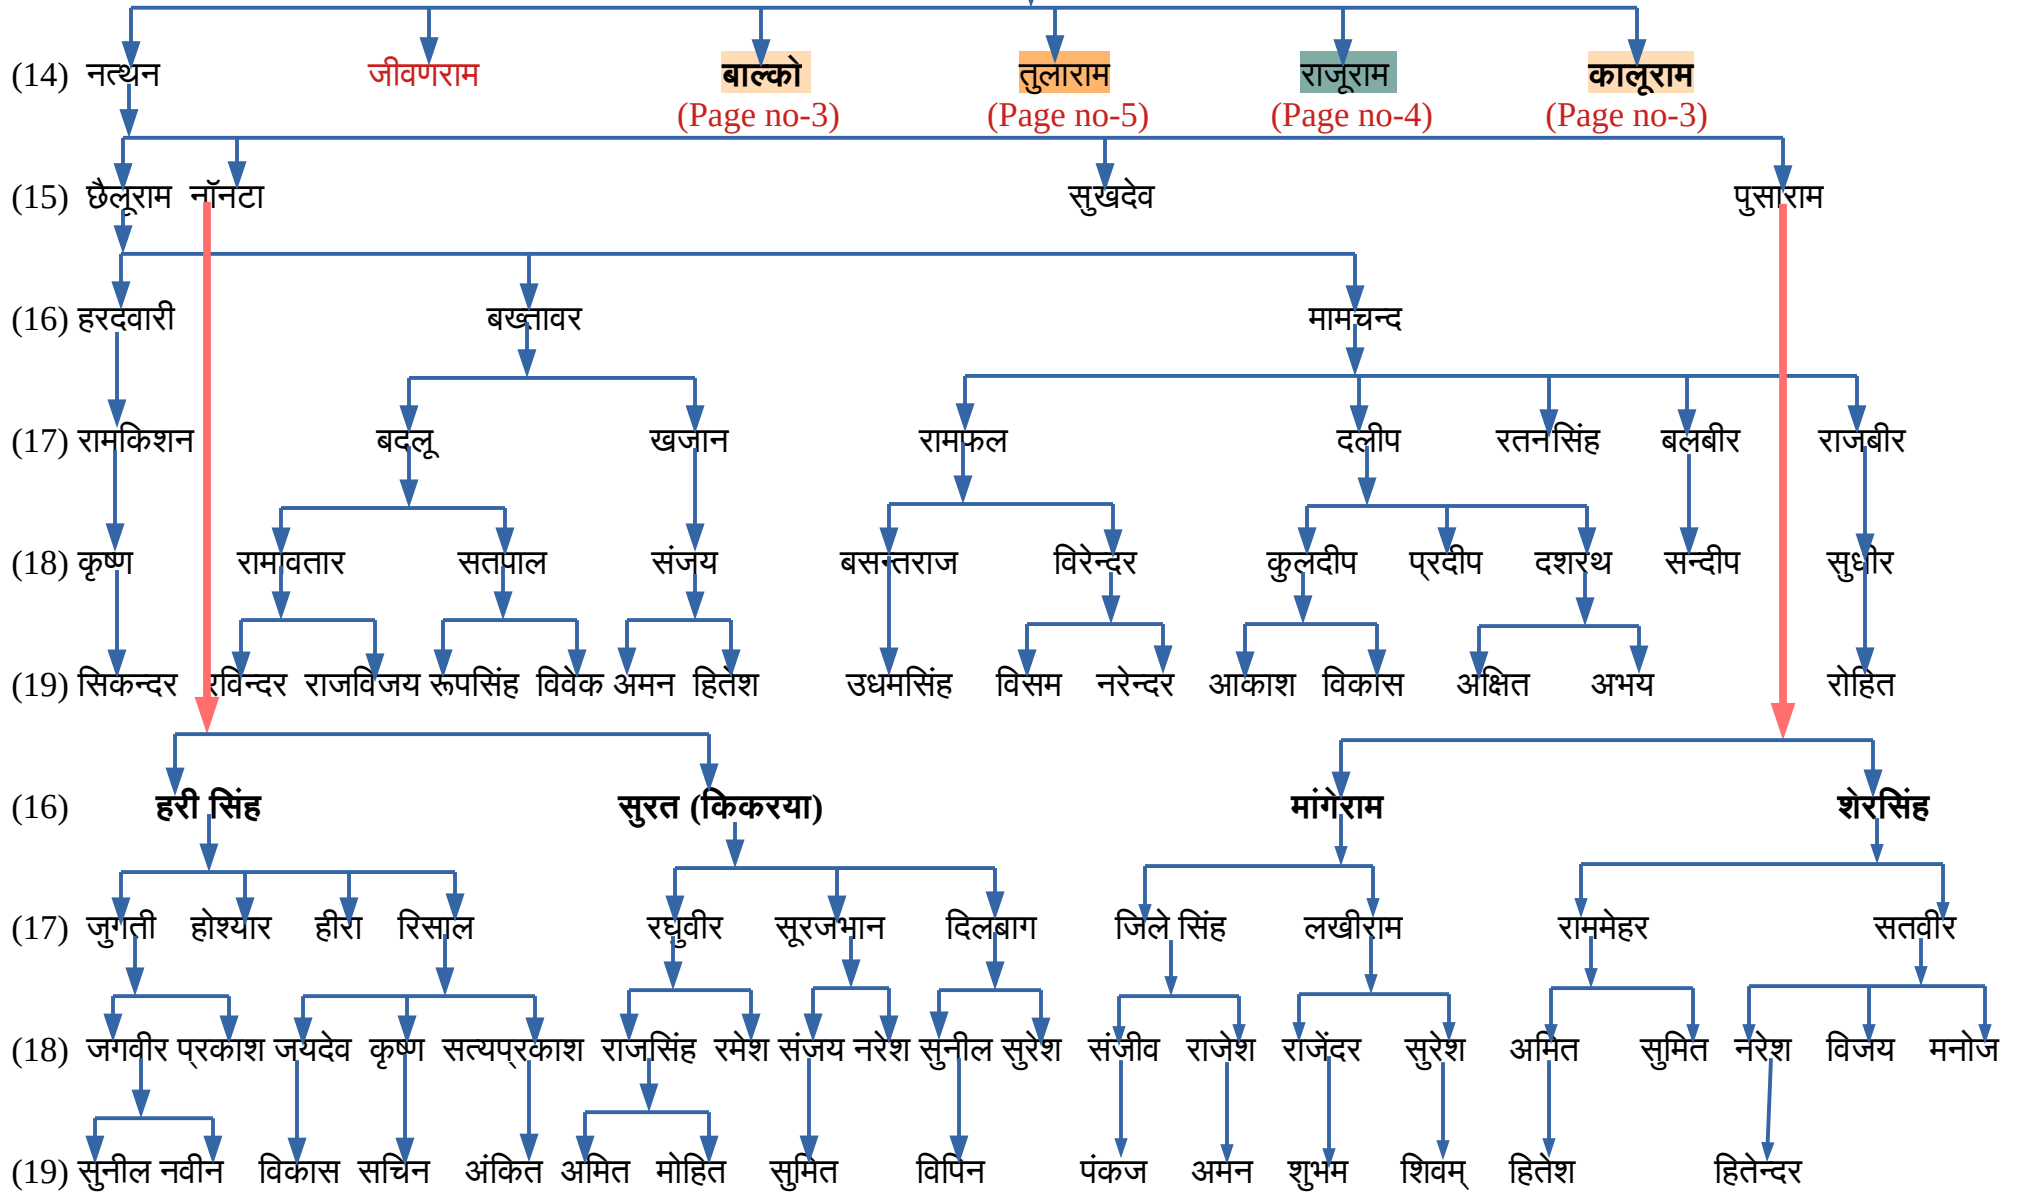 (14) नत्थन जीवणराम बाल्को तुलाराम राजूराम कालूराम
(Page no-3) (Page no-5) (Page no-4) (Page no-3)
(15) छैलूराम नॉनटा सुखदेव पुसाराम
(16) हरदवारी बख्तावर मामचन्द
(17) रामकिशन बदलू खजान रामफल दलीप रतनसिंह बलबीर राजबीर
(18) कृष्ण रामावतार सतपाल संजय बसन्तराज विरेन्दर कुलदीप प्रदीप दशरथ सन्दीप सुधीर
(19) सिकन्दर रविन्दर राजविजय रूपसिंह विवेक अमन हितेश उधमसिंह विसम नरेन्दर आकाश विकास अक्षित अभय रोहित
(16) हरी सिंह सुरत (किकरया) मांगेराम शेरसिंह
(17) जुगती होश्यार हीरा रिसाल रघुवीर सूरजभान दिलबाग जिले सिंह लखीराम राममेहर सतवीर
(18) जगवीर प्रकाश जयदेव कृष्ण सत्यप्रकाश राजसिंह रमेश संजय नरेश सुनील सुरेश संजीव राजेश राजेंदर सुरेश अमित सुमित नरेश विजय मनोज
(19) सुनील नवीन विकास सचिन अंकित अमित मोहित सुमित विपिन पंकज अमन शुभम शिवम् हितेश हितेन्दर